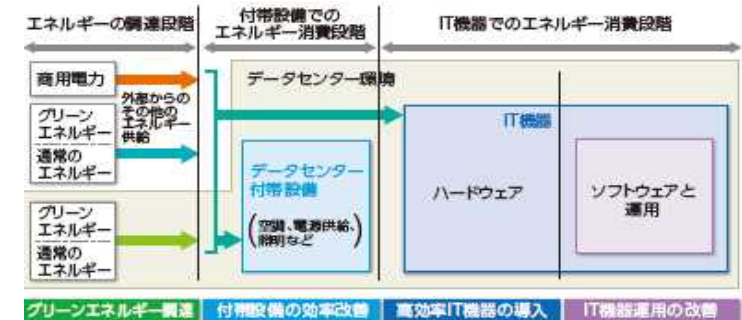 エネルギーの調達段階
付帯設備での
エネルギー消費段階
IT機器でのエネルギー消費段階
商用電力
外部からの
その他の
エネルギー
供給
グリーン
エネルギー
通常の
エネルギー
グリーン
エネルギー
通常の
エネルギー
データセンター環境
データセンター
付帯設備
(空調、電源供給、
照明など)
IT機器
ハードウェア
ソフトウェアと
運用
グリーンエネルギー調達
付帯設備の効率改善
高効率IT機器の導入
IT機器運用の改善